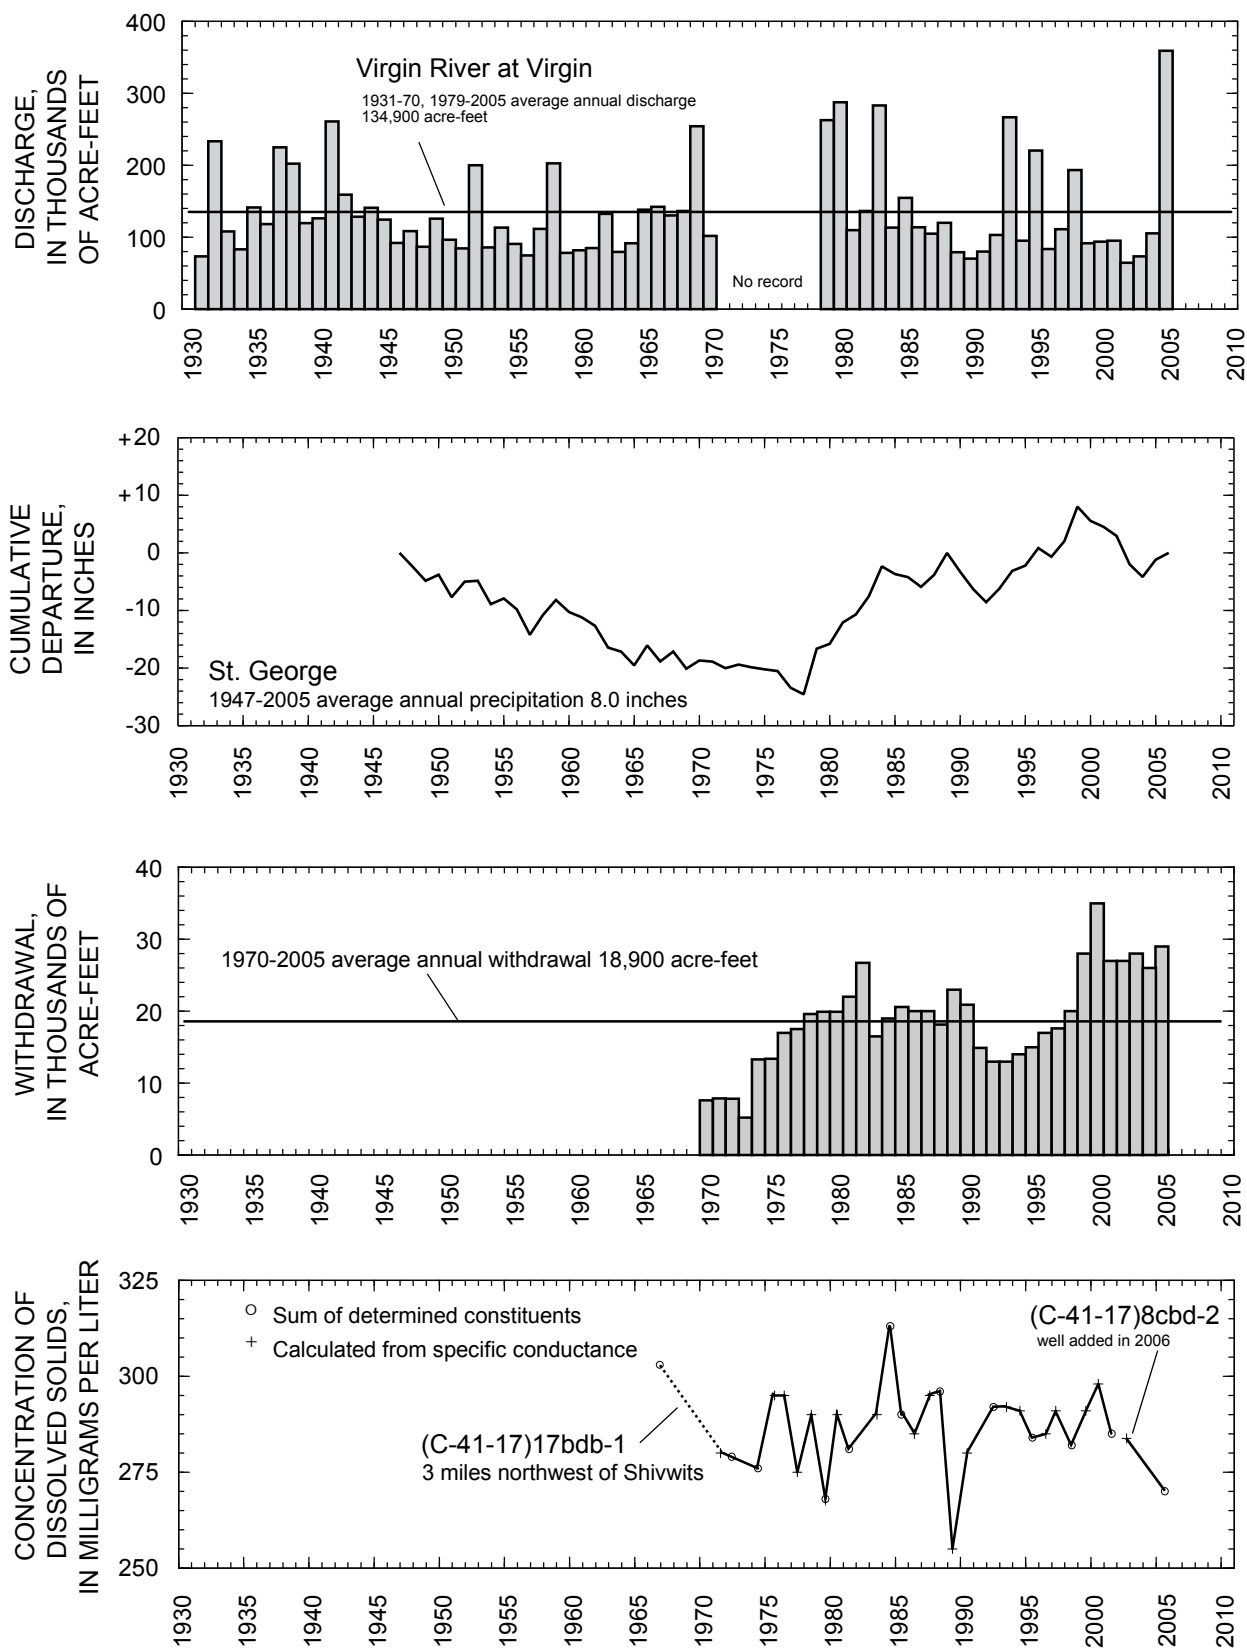 DISCHARGE,
IN THOUSANDS
OF ACRE-FEET
400
300
200
100
0
Virgin River at Virgin
1931-70, 1979-2005 average annual discharge
134,900 acre-feet
No record
1930 1935 1940 1945 1950 1955 1960 1965 1970 1975 1980 1985 1990 1995 2000 2005 2010
CUMULATIVE
DEPARTURE,
IN INCHES
+20
+10
0
-10
-20
-30
St. George
1947-2005 average annual precipitation 8.0 inches
1930 1935 1940 1945 1950 1955 1960 1965 1970 1975 1980 1985 1990 1995 2000 2005 2010
WITHDRAWAL,
IN THOUSANDS OF
ACRE-FEET
40
30
20
10
0
1970-2005 average annual withdrawal 18,900 acre-feet
1930 1935 1940 1945 1950 1955 1960 1965 1970 1975 1980 1985 1990 1995 2000 2005 2010
CONCENTRATION OF
DISSOLVED SOLIDS,
IN MILLIGRAMS PER LITER
325
300
275
250
Sum of determined constituents
+ Calculated from specific conductance
(C-41-17)17bdb-1
3 miles northwest of Shivwits
(C-41-17)8cbd-2
well added in 2006
1930 1935 1940 1945 1950 1955 1960 1965 1970 1975 1980 1985 1990 1995 2000 2005 2010